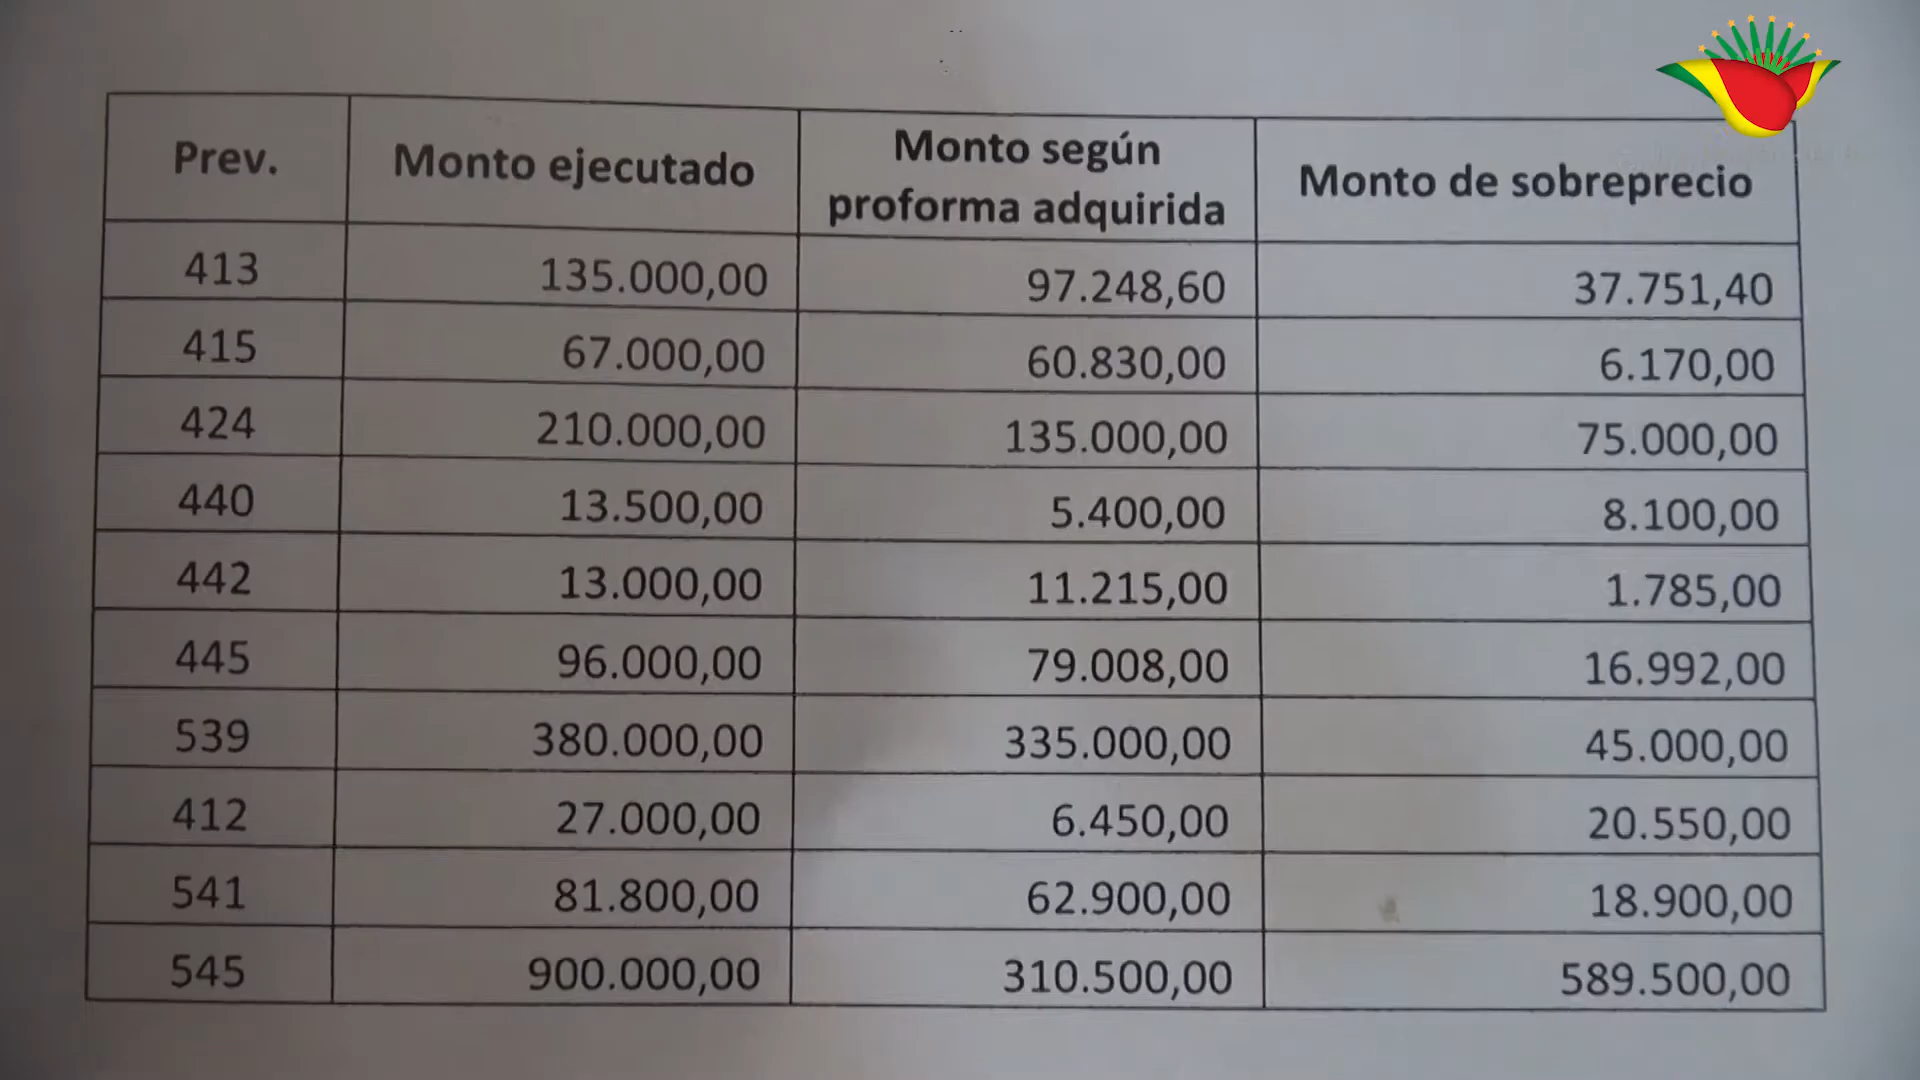 Prev. Monto ejecutado Monto según proforma adquirida Monto de sobreprecio
413 135.000,00 97.248,60 37.751,40
415 67.000,00 60.830,00 6.170,00
424 210.000,00 135.000,00 75.000,00
440 13.500,00 5.400,00 8.100,00
442 13.000,00 11.215,00 1.785,00
445 96.000,00 79.008,00 16.992,00
539 380.000,00 335.000,00 45.000,00
412 27.000,00 6.450,00 20.550,00
541 81.800,00 62.900,00 18.900,00
545 900.000,00 310.500,00 589.500,00